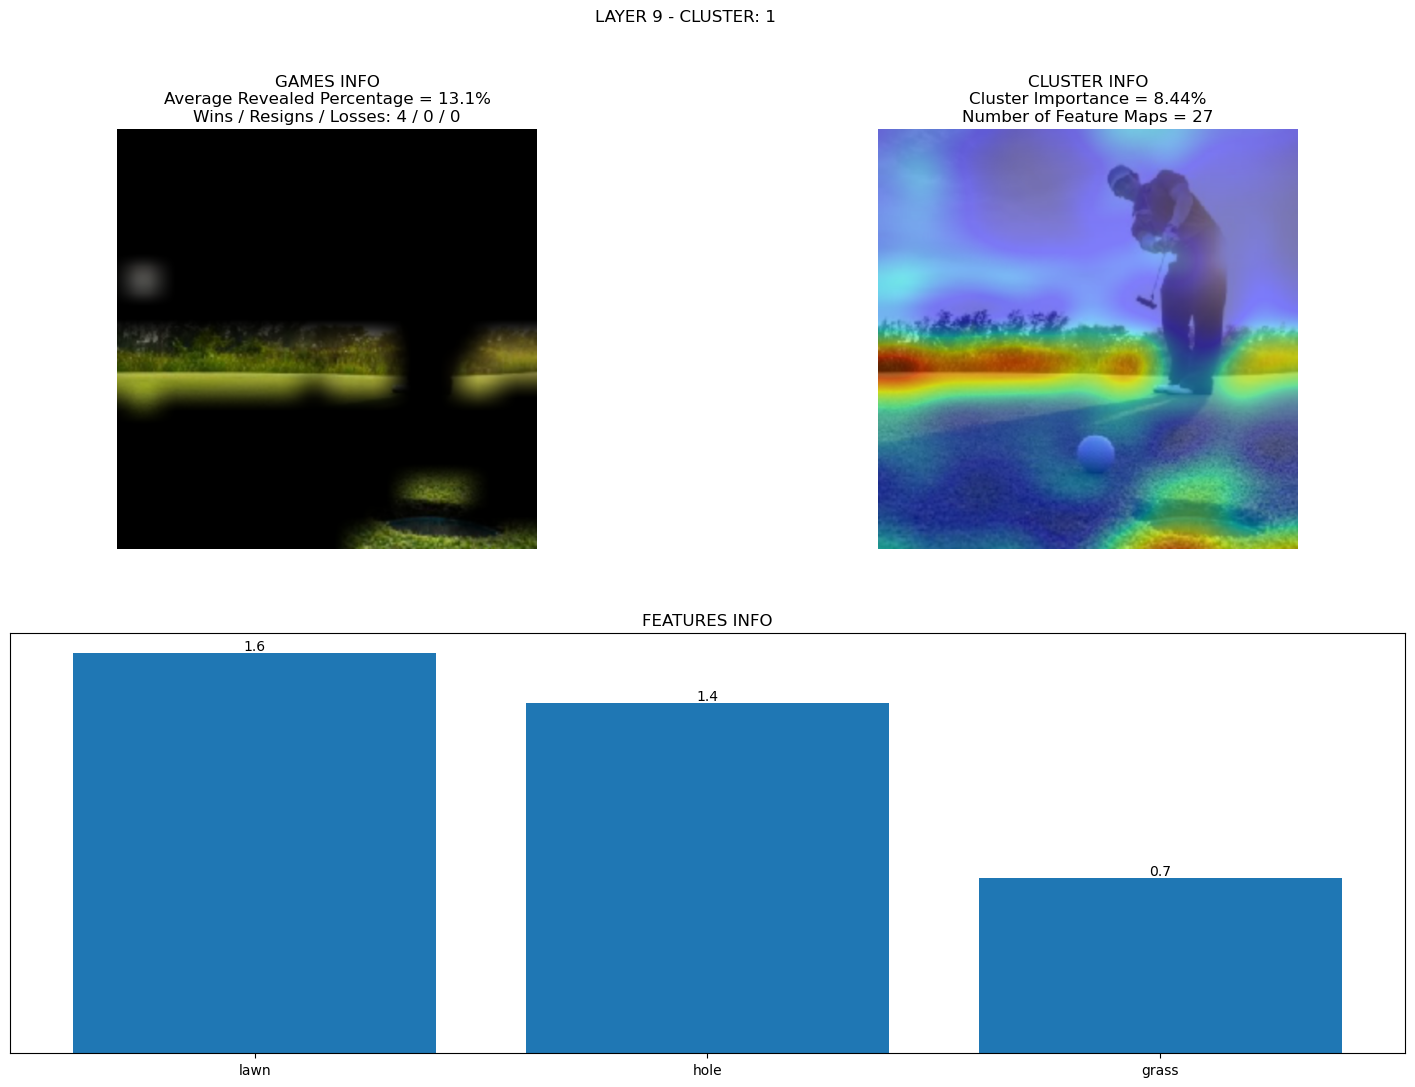 LAYER 9 - CLUSTER: 1
GAMES INFO
Average Revealed Percentage = 13.1%
Wins / Resigns / Losses: 4 / 0 / 0
CLUSTER INFO
Cluster Importance = 8.44%
Number of Feature Maps = 27
FEATURES INFO
1.6
1.4
0.7
lawn
hole
grass